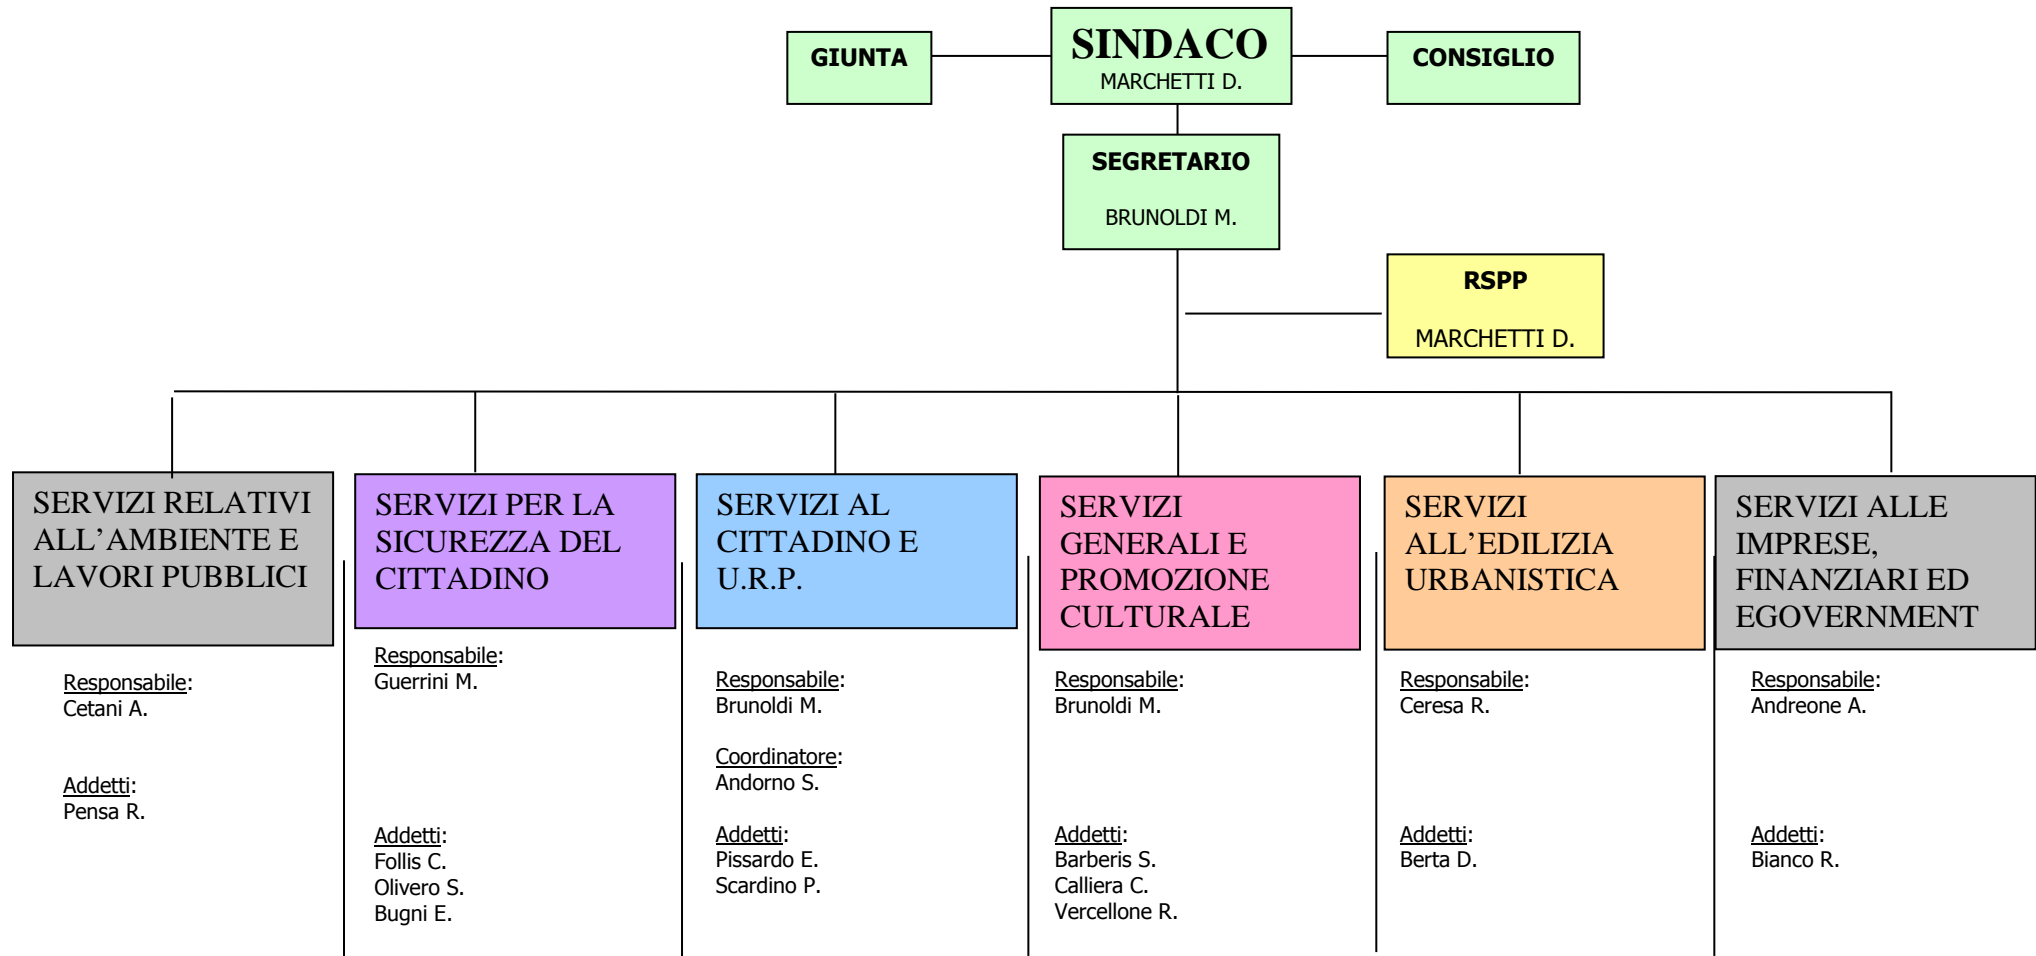 GIUNTA
SINDACO
MARCHETTI D.
CONSIGLIO
SEGRETARIO
BRUNOLDI M.
RSPP
MARCHETTI D.
SERVIZI RELATIVI
ALL’AMBIENTE E
LAVORI PUBBLICI
Responsabile:
Cetani A.
Addetti:
Pensa R.
SERVIZI PER LA
SICUREZZA DEL
CITTADINO
Responsabile:
Guerrini M.
Addetti:
Follis C.
Olivero S.
Bugni E.
SERVIZI AL
CITTADINO E
U.R.P.
Responsabile:
Brunoldi M.
Coordinatore:
Andorno S.
Addetti:
Pissardo E.
Scardino P.
SERVIZI
GENERALI E
PROMOZIONE
CULTURALE
Responsabile:
Brunoldi M.
Addetti:
Barberis S.
Calliera C.
Vercellone R.
SERVIZI
ALL’EDILIZIA
URBANISTICA
Responsabile:
Ceresa R.
Addetti:
Berta D.
SERVIZI ALLE
IMPRESE,
FINANZIARI ED
EGOVERNMENT
Responsabile:
Andreone A.
Addetti:
Bianco R.